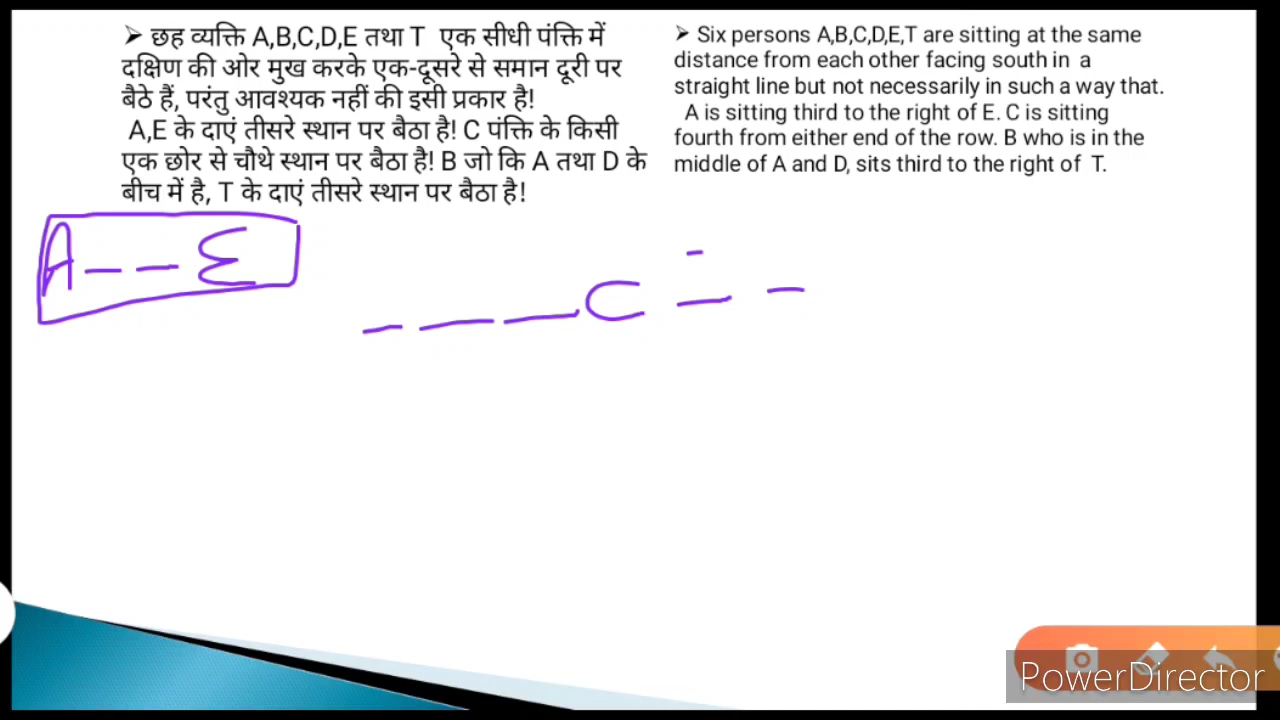 ➢ छह व्यक्ति A,B,C,D,E तथा T एक सीधी पंक्ति में
दक्षिण की ओर मुख करके एक-दूसरे से समान दूरी पर
बैठे हैं, परंतु आवश्यक नहीं की इसी प्रकार है!
A,E के दाएं तीसरे स्थान पर बैठा है! C पंक्ति के किसी
एक छोर से चौथे स्थान पर बैठा है! B जो कि A तथा D के
बीच में है, T के दाएं तीसरे स्थान पर बैठा है!
➢ Six persons A,B,C,D,E,T are sitting at the same
distance from each other facing south in a
straight line but not necessarily in such a way that.
A is sitting third to the right of E. C is sitting
fourth from either end of the row. B who is in the
middle of A and D, sits third to the right of T.
A _ _ E
_ _ _ C _ _
PowerDirector